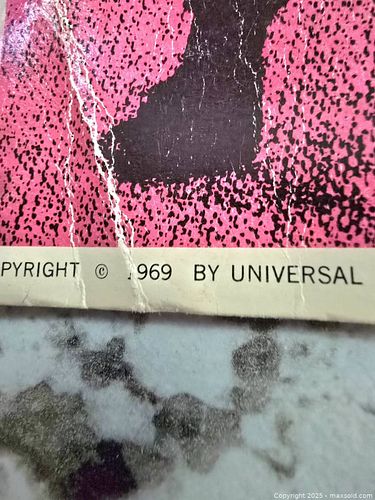 PYRIGHT © 1969 BY UNIVERSAL
Copyright 2025 - maxsold.com